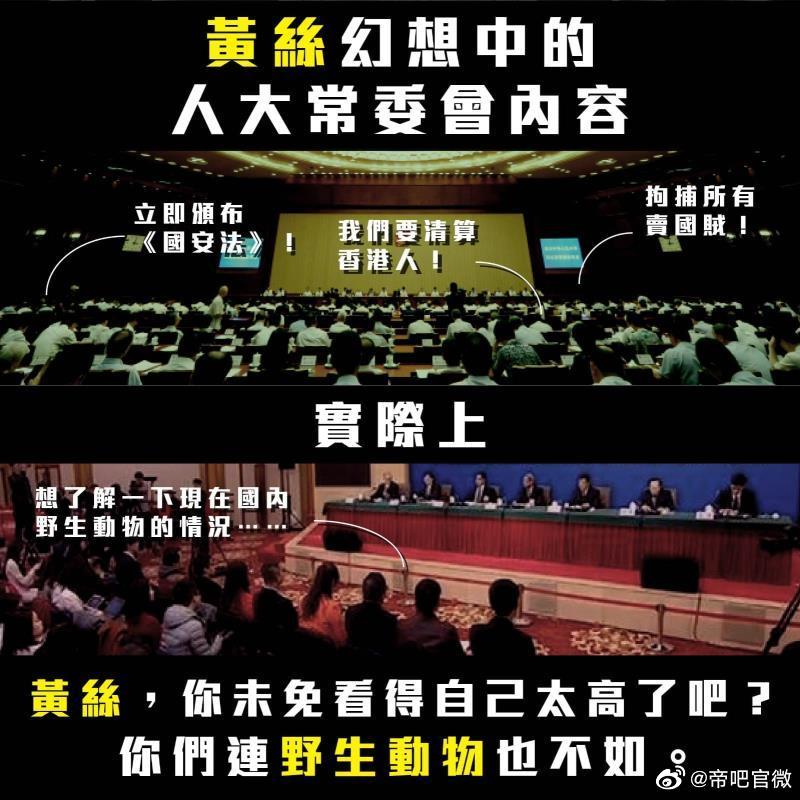 黃絲幻想中的
人大常委會內容
立即頒布
《國安法》！
我們要清算
香港人！
拘捕所有
賣國賊！
實際上
想了解一下現在國內
野生動物的情況⋯⋯
黃絲，你未免看得自己太高了吧？
你們連野生動物也不如。
@帝吧官微